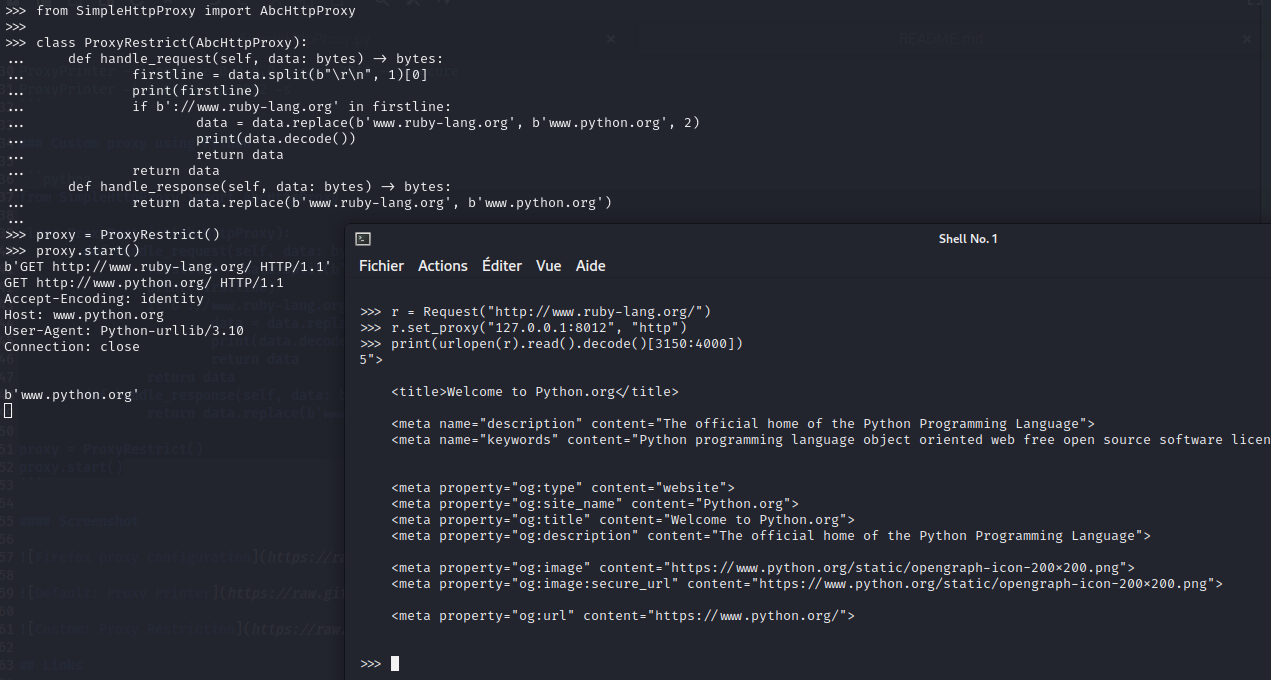 >>> from SimpleHttpProxy import AbcHttpProxy
>>>
>>> class ProxyRestrict(AbcHttpProxy):
...     def handle_request(self, data: bytes) -> bytes:
...             firstline = data.split(b"\r\n", 1)[0]
...             print(firstline)
...             if b'://www.ruby-lang.org' in firstline:
...                     data = data.replace(b'www.ruby-lang.org', b'www.python.org', 2)
...                     print(data.decode())
...                     return data
...             return data
...     def handle_response(self, data: bytes) -> bytes:
...             return data.replace(b'www.ruby-lang.org', b'www.python.org')
...
>>> proxy = ProxyRestrict()
>>> proxy.start()
b'GET http://www.ruby-lang.org/ HTTP/1.1'
GET http://www.python.org/ HTTP/1.1
Accept-Encoding: identity
Host: www.python.org
User-Agent: Python-urllib/3.10
Connection: close
b'www.python.org'
proxy = ProxyRestrict()
proxy.start()
Shell No. 1
Fichier Actions Éditer Vue Aide
>>> r = Request("http://www.ruby-lang.org/")
>>> r.set_proxy("127.0.0.1:8012", "http")
>>> print(urlopen(r).read().decode()[3150:4000])
5">
    <title>Welcome to Python.org</title>
    <meta name="description" content="The official home of the Python Programming Language">
    <meta name="keywords" content="Python programming language object oriented web free open source software licen
    <meta property="og:type" content="website">
    <meta property="og:site_name" content="Python.org">
    <meta property="og:title" content="Welcome to Python.org">
    <meta property="og:description" content="The official home of the Python Programming Language">
    <meta property="og:image" content="https://www.python.org/static/opengraph-icon-200x200.png">
    <meta property="og:image:secure_url" content="https://www.python.org/static/opengraph-icon-200x200.png">
    <meta property="og:url" content="https://www.python.org/">
>>>